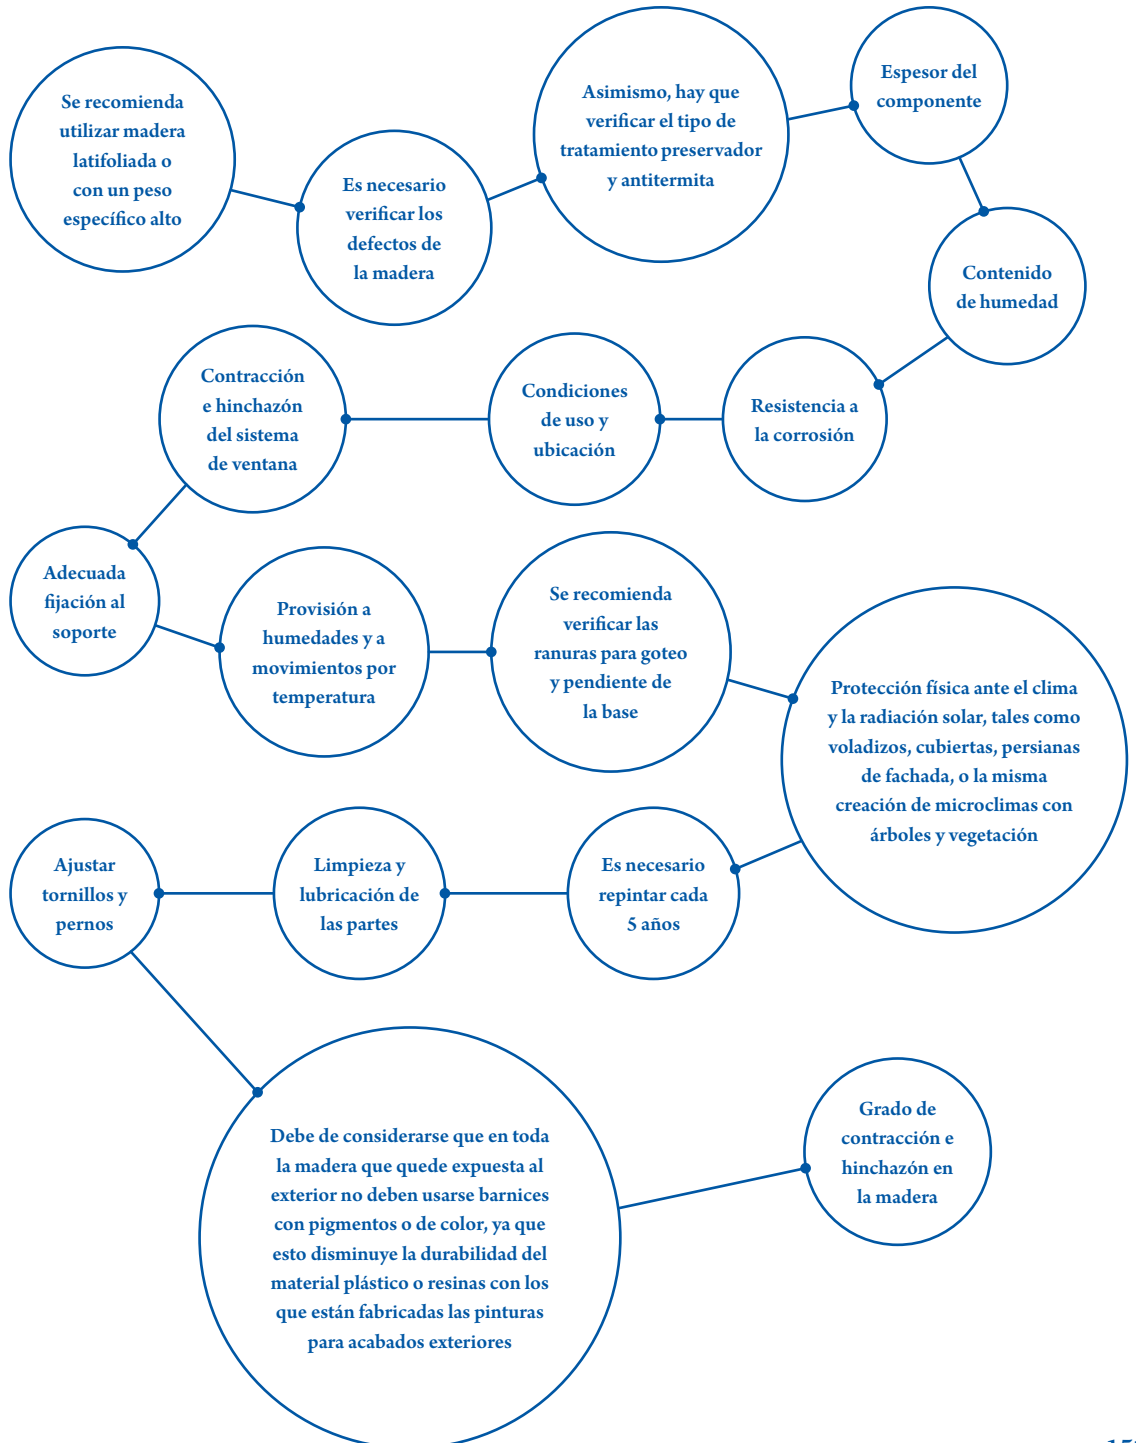 Se recomienda
utilizar madera
latifoliada o
con un peso
específico alto
Es necesario
verificar los
defectos de
la madera
Asimismo, hay que
verificar el tipo de
tratamiento preservador
y antitermita
Espesor del
componente
Contenido
de humedad
Resistencia a
la corrosión
Condiciones
de uso y
ubicación
Contracción
e hinchazón
del sistema
de ventana
Adecuada
fijación al
soporte
Provisión a
humedades y a
movimientos por
temperatura
Se recomienda
verificar las
ranuras para goteo
y pendiente de
la base
Protección física ante el clima
y la radiación solar, tales como
voladizos, cubiertas, persianas
de fachada, o la misma
creación de microclimas con
árboles y vegetación
Es necesario
repintar cada
5 años
Limpieza y
lubricación de
las partes
Ajustar
tornillos y
pernos
Debe de considerarse que en toda
la madera que quede expuesta al
exterior no deben usarse barnices
con pigmentos o de color, ya que
esto disminuye la durabilidad del
material plástico o resinas con los
que están fabricadas las pinturas
para acabados exteriores
Grado de
contracción e
hinchazón en
la madera